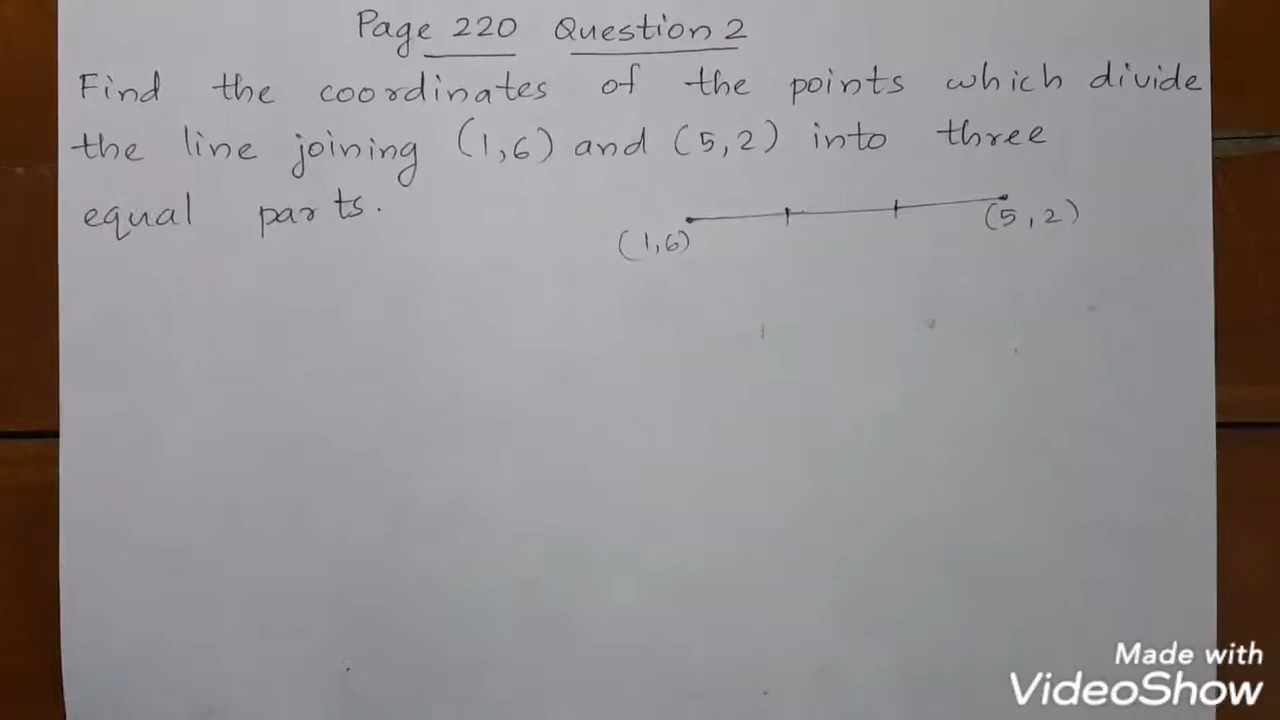 Page 220 Question 2
Find the coordinates of the points which divide
the line joining (1,6) and (5,2) into three
equal parts.
(1,6)
(5,2)
Made with
VideoShow